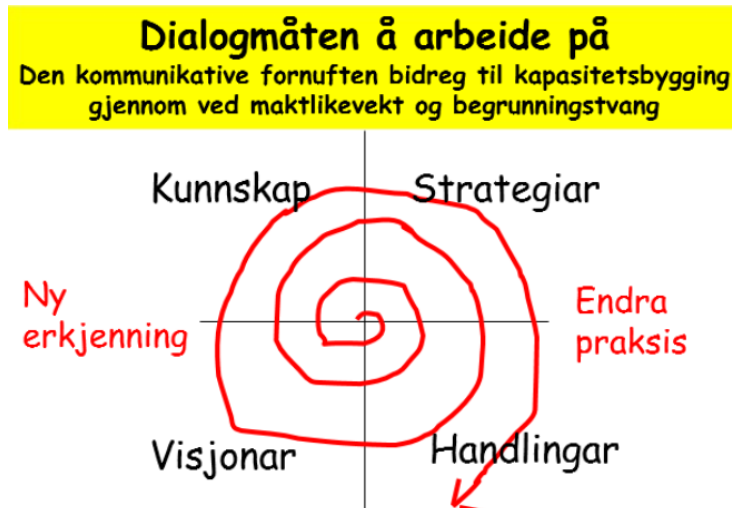 Dialogmåten å arbeide på
Den kommunikative fornuften bidreg til kapasitetsbygging
gjennom ved maktlikevekt og begrunningstvang
Kunnskap
Strategiar
Ny
erkjenning
Endra
praksis
Visjonar
Handlingar